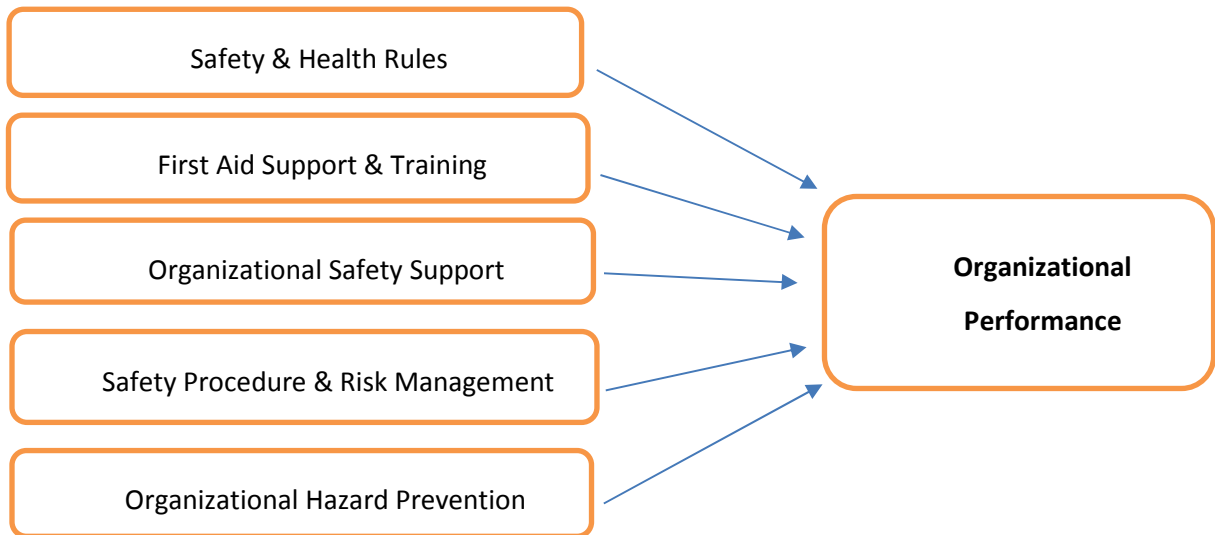 Safety & Health Rules
First Aid Support & Training
Organizational Safety Support
Safety Procedure & Risk Management
Organizational Hazard Prevention
Organizational
Performance